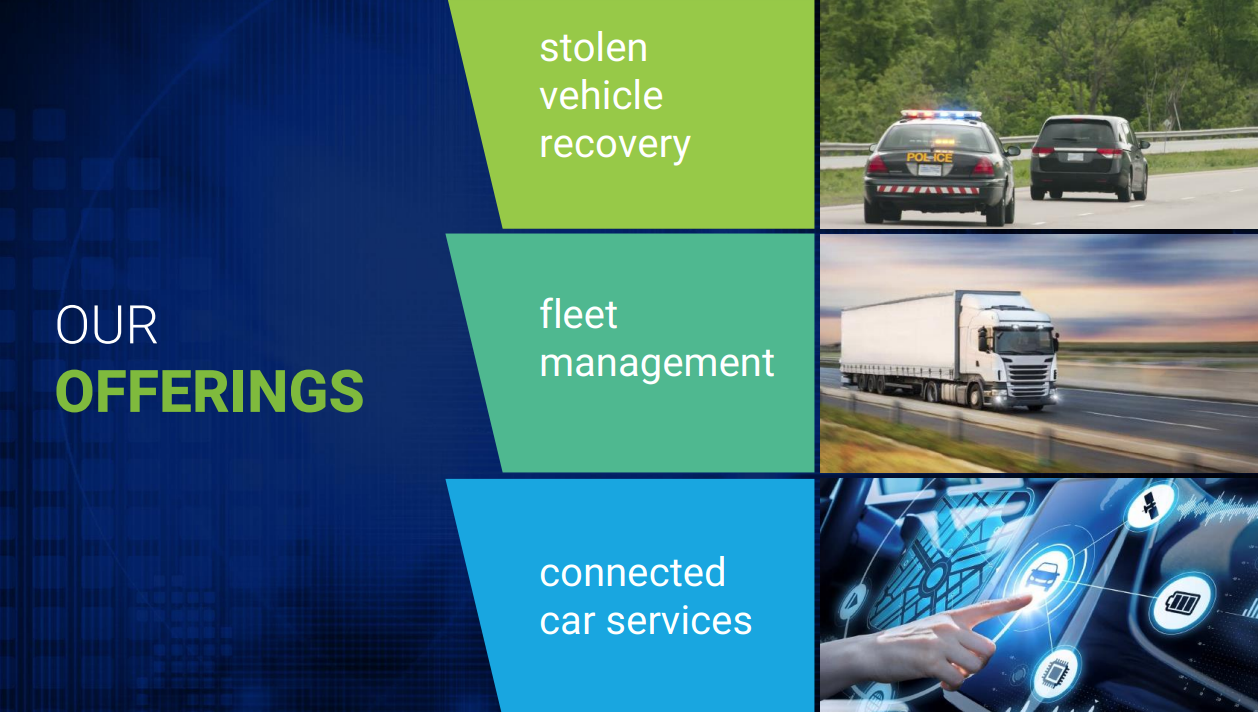 OUR
OFFERINGS
stolen
vehicle
recovery
POLICE
fleet
management
connected
car services